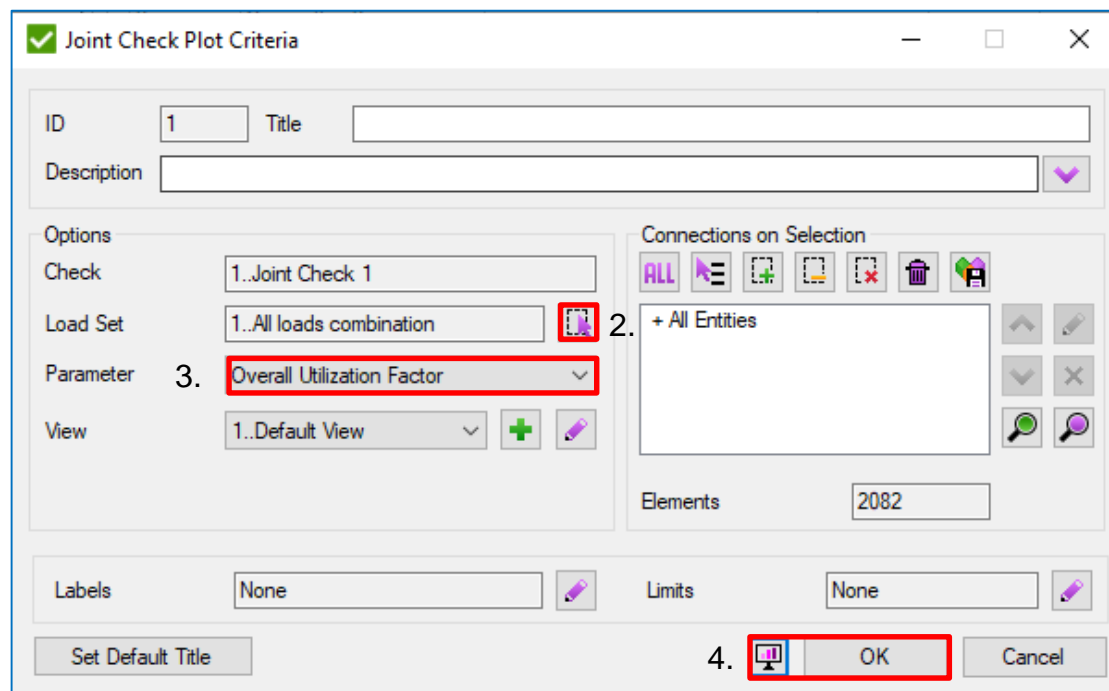 Joint Check Plot Criteria
ID 1 Title
Description
Options
Check 1..Joint Check 1
Load Set 1..All loads combination 2.
Parameter 3. Overall Utilization Factor
View 1..Default View
Connections on Selection
ALL
+ All Entities
Elements 2082
Labels None Limits None
Set Default Title 4. OK Cancel